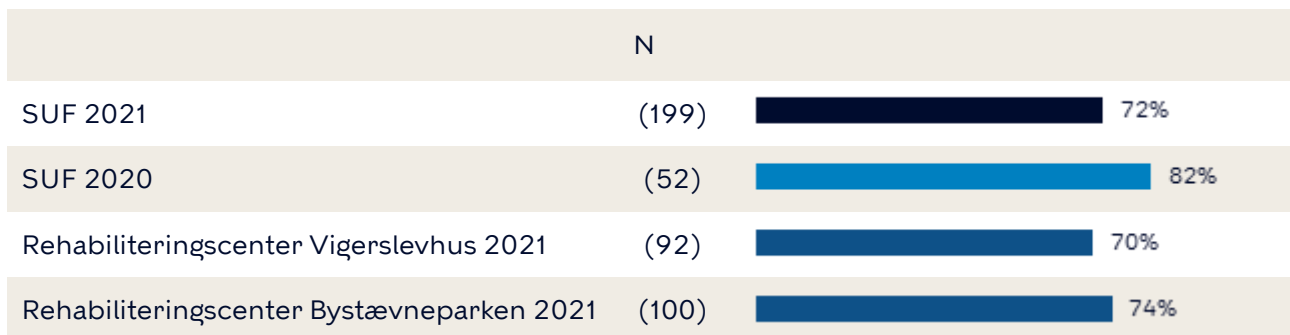 N
SUF 2021 (199) 72%
SUF 2020 (52) 82%
Rehabiliteringscenter Vigerslevhus 2021 (92) 70%
Rehabiliteringscenter Bystævneparken 2021 (100) 74%